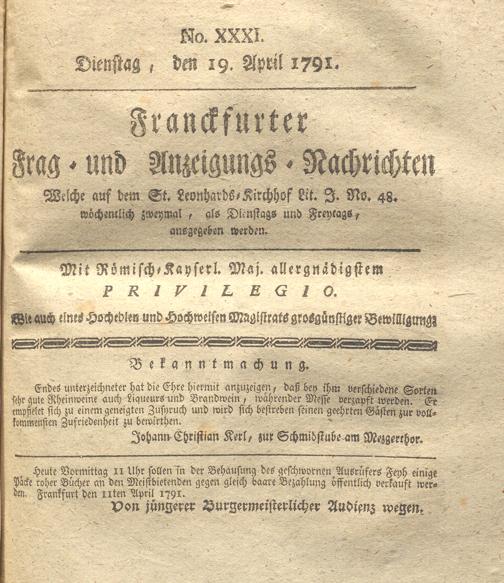 No. XXXI.
Dienstag, den 19. April 1791.
Franckfurter
Frag- und Anzeigungs-Nachrichten
Welche auf dem St. Leonhards-Kirchhof Lit. J. No. 48.
wöchentlich zweymal, als Dienstags und Freytags,
ausgegeben werden.
Mit Römisch-Kayserl. Maj. allergnädigstem
PRIVILEGIO.
Wie auch eines Hochedlen und Hochweisen Magistrats grosgünstiger Bewilligung:
Bekanntmachung.
Endes unterzeichneter hat die Ehre hiermit anzuzeigen, daß bey ihm verschiedene Sorten
sehr gute Rheinweine auch Liqueurs und Brandwein, während der Messe verzapft werden. Er
empfielet sich zu einem geneigten Zuspruch und wird sich bestreben seinen geehrten Gästen zur voll-
kommensten Zufriedenheit zu bewirthen.
Johann Christian Kerl, zur Schmidstube am Mezgerthor.
Heute Vormittag 11 Uhr sollen in der Behausung des geschwornen Ausrüfers Feyh einige
Päcke roher Bücher an den Meistbietenden gegen gleich baare Bezahlung öffentlich verkauft wer-
den. Frankfurt den 11ten April 1791.
Von jüngerer Burgermeisterlicher Audienz wegen.